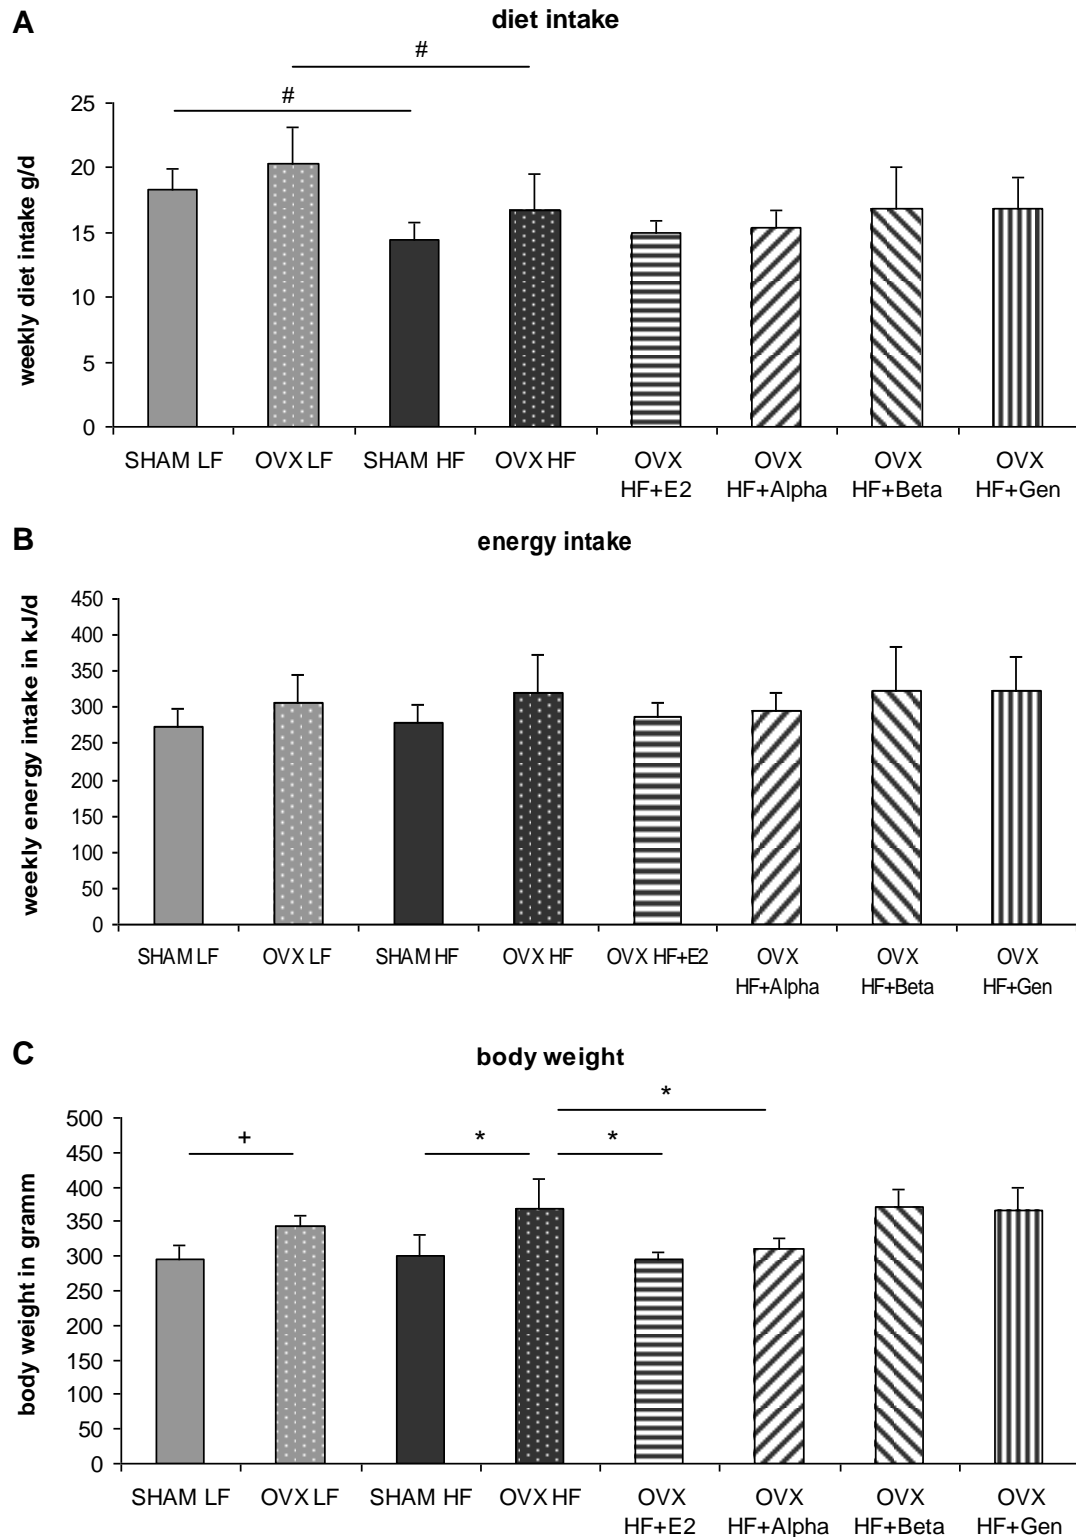 A
diet intake
#
#
weekly diet intake g/d
25
20
15
10
5
0
SHAM LF OVX LF SHAM HF OVX HF OVX OVX OVX OVX
HF+E2 HF+Alpha HF+Beta HF+Gen
B
energy intake
weekly energy intake in kJ/d
450
400
350
300
250
200
150
100
50
0
SHAM LF OVX LF SHAM HF OVX HF OVX HF+E2 OVX OVX OVX
HF+Alpha HF+Beta HF+Gen
C
body weight
*
+ * *
body weight in gramm
500
450
400
350
300
250
200
150
100
50
0
SHAM LF OVX LF SHAM HF OVX HF OVX OVX OVX OVX
HF+E2 HF+Alpha HF+Beta HF+Gen